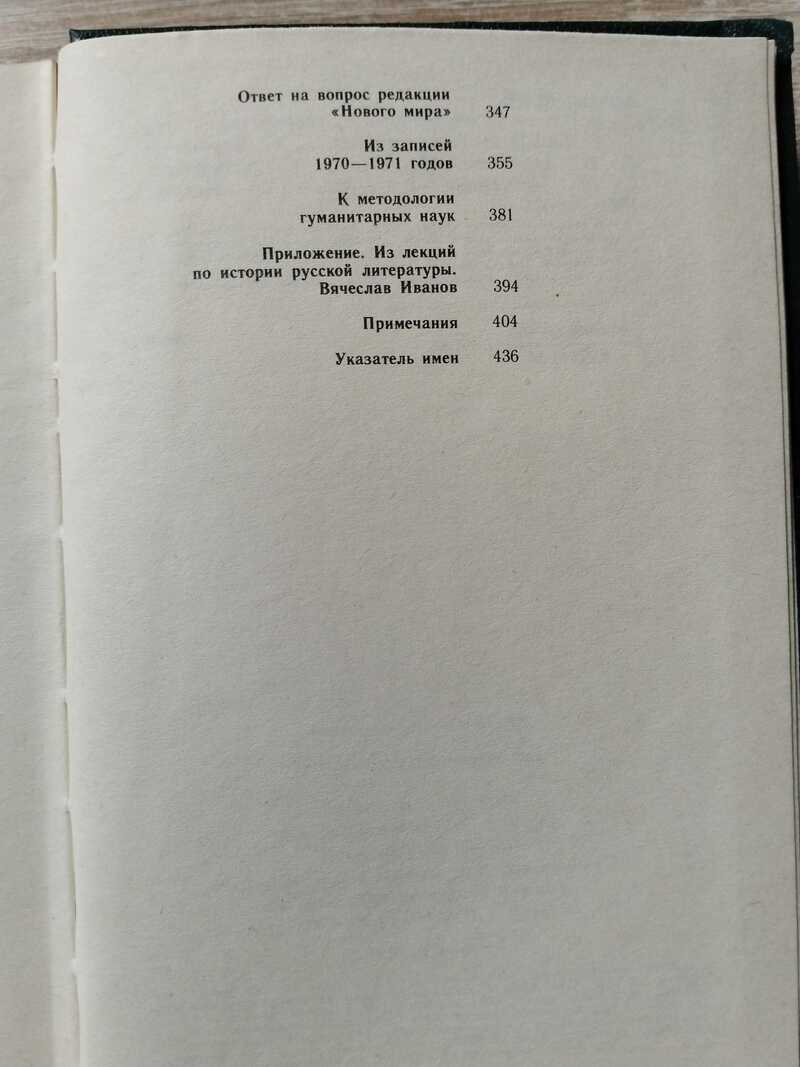 Ответ на вопрос редакции
«Нового мира» 347
Из записей
1970—1971 годов 355
К методологии
гуманитарных наук 381
Приложение. Из лекций
по истории русской литературы.
Вячеслав Иванов 394
Примечания 404
Указатель имен 436